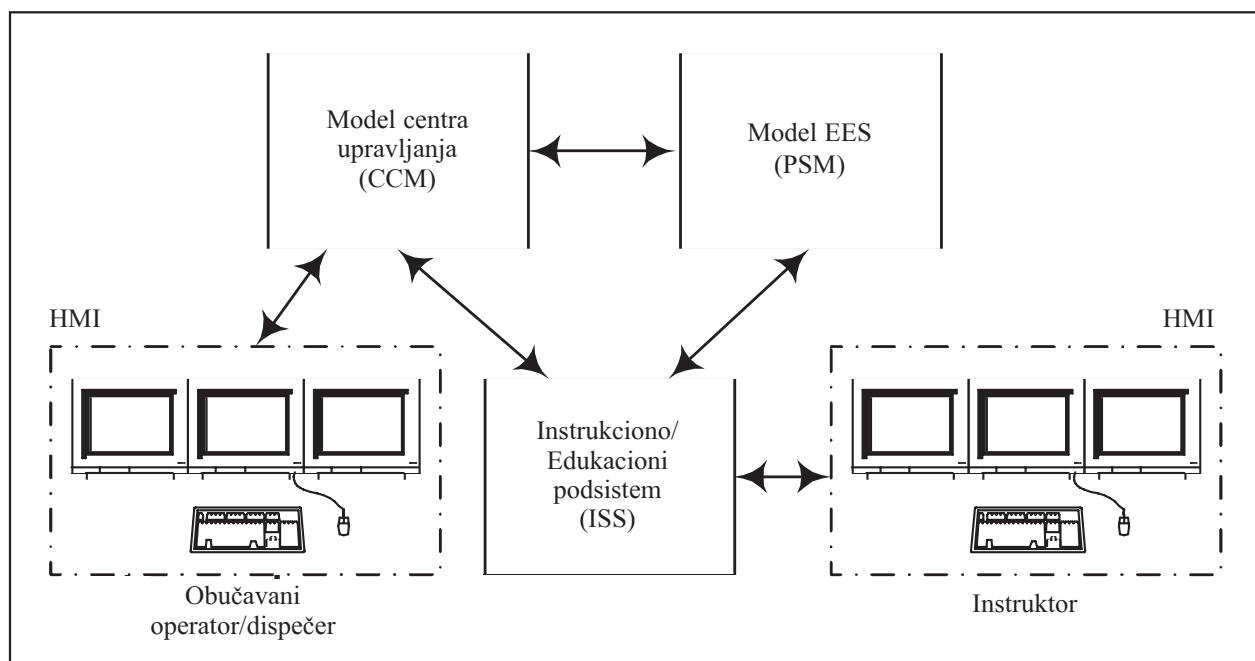 Model centra
upravljanja
(CCM)
Model EES
(PSM)
HMI
HMI
Instrukciono/
Edukacioni
podsistem
(ISS)
Obučavani
operator/dispečer
Instruktor